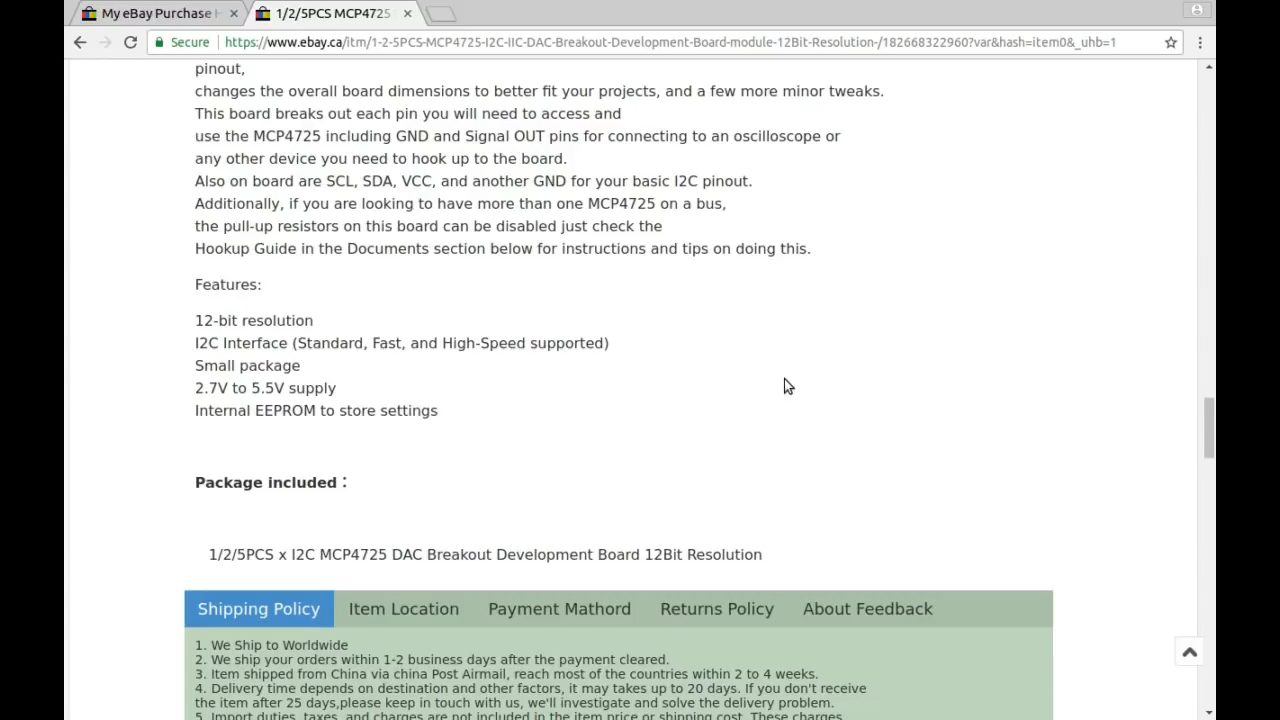 My eBay Purchase H
1/2/5PCS MCP4725
Secure
https://www.ebay.ca/itm/1-2-5PCS-MCP4725-I2C-IIC-DAC-Breakout-Development-Board-module-12Bit-Resolution-/182668322960?var&hash=item0&_uhb=1
pinout,
changes the overall board dimensions to better fit your projects, and a few more minor tweaks.
This board breaks out each pin you will need to access and
use the MCP4725 including GND and Signal OUT pins for connecting to an oscilloscope or
any other device you need to hook up to the board.
Also on board are SCL, SDA, VCC, and another GND for your basic I2C pinout.
Additionally, if you are looking to have more than one MCP4725 on a bus,
the pull-up resistors on this board can be disabled just check the
Hookup Guide in the Documents section below for instructions and tips on doing this.
Features:
12-bit resolution
I2C Interface (Standard, Fast, and High-Speed supported)
Small package
2.7V to 5.5V supply
Internal EEPROM to store settings
Package included：
1/2/5PCS x I2C MCP4725 DAC Breakout Development Board 12Bit Resolution
Shipping Policy Item Location Payment Mathord Returns Policy About Feedback
1. We Ship to Worldwide
2. We ship your orders within 1-2 business days after the payment cleared.
3. Item shipped from China via china Post Airmail, reach most of the countries within 2 to 4 weeks.
4. Delivery time depends on destination and other factors, it may takes up to 20 days. If you don't receive
the item after 25 days,please keep in touch with us, we'll investigate and solve the delivery problem.
5. Import duties, taxes, and charges are not included in the item price or shipping cost. These charges